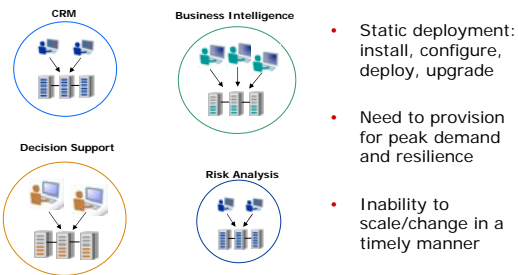 CRM
Business Intelligence
Decision Support
Risk Analysis
• Static deployment:
install, configure,
deploy, upgrade
• Need to provision
for peak demand
and resilience
• Inability to
scale/change in a
timely manner